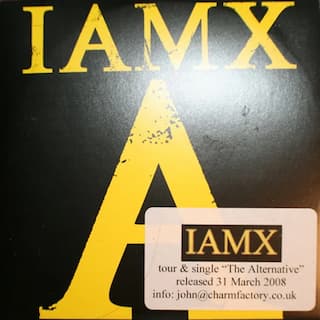 IAMX
A
IAMX
tour & single “The Alternative”
released 31 March 2008
info: john@charmfactory.co.uk